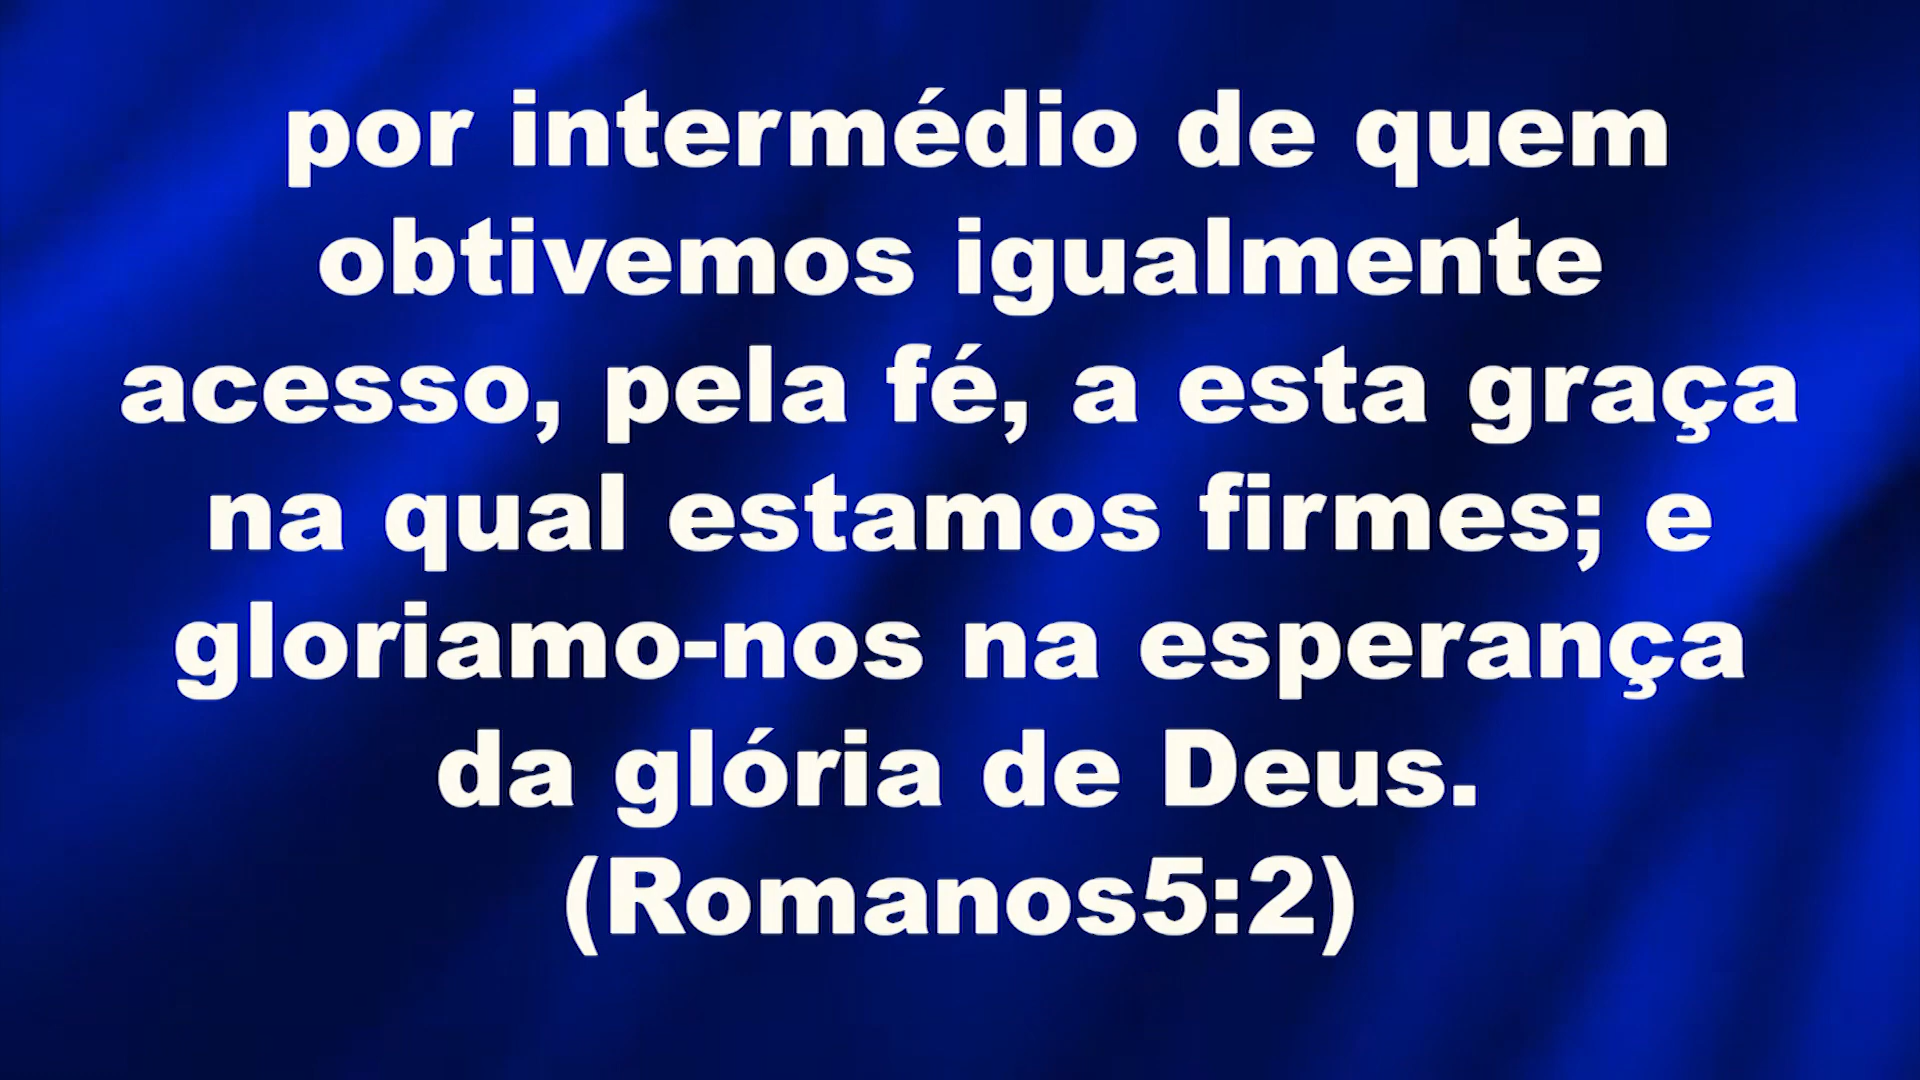 por intermédio de quem
obtivemos igualmente
acesso, pela fé, a esta graça
na qual estamos firmes; e
gloriamo-nos na esperança
da glória de Deus.
(Romanos5:2)